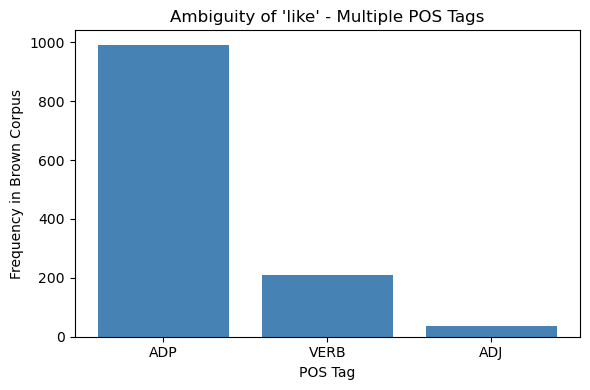 Ambiguity of 'like' - Multiple POS Tags
Frequency in Brown Corpus
1000
800
600
400
200
0
ADP VERB ADJ
POS Tag